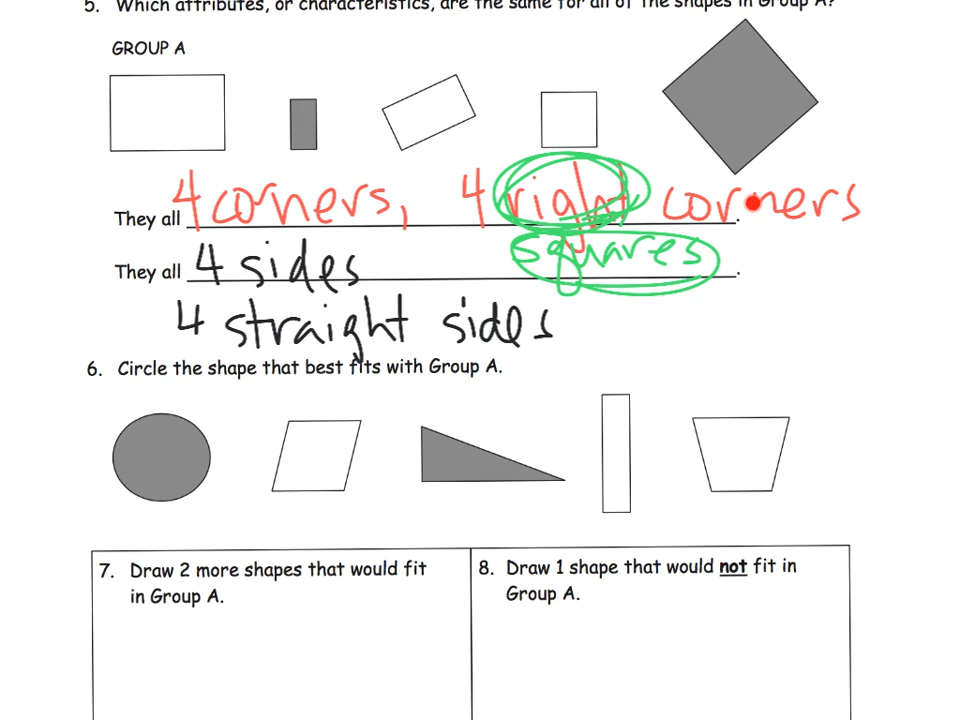 5. Which attributes, or characteristics, are the same for all of the shapes in Group A?
GROUP A
They all 4 corners, 4 right corners.
squares
They all 4 sides.
4 straight sides
6. Circle the shape that best fits with Group A.
7. Draw 2 more shapes that would fit
in Group A.
8. Draw 1 shape that would not fit in
Group A.